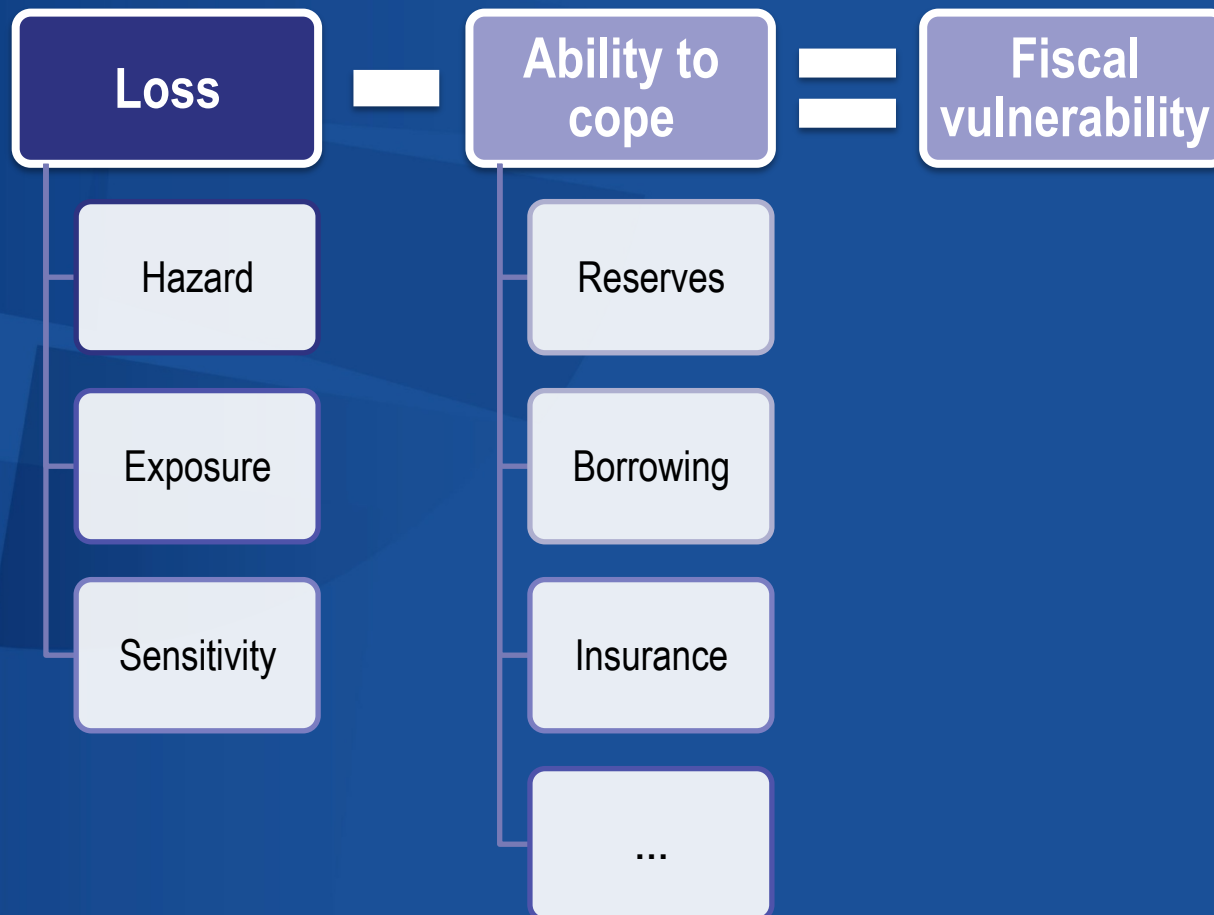 Loss
Ability to
cope
Fiscal
vulnerability
Hazard
Exposure
Sensitivity
Reserves
Borrowing
Insurance
...